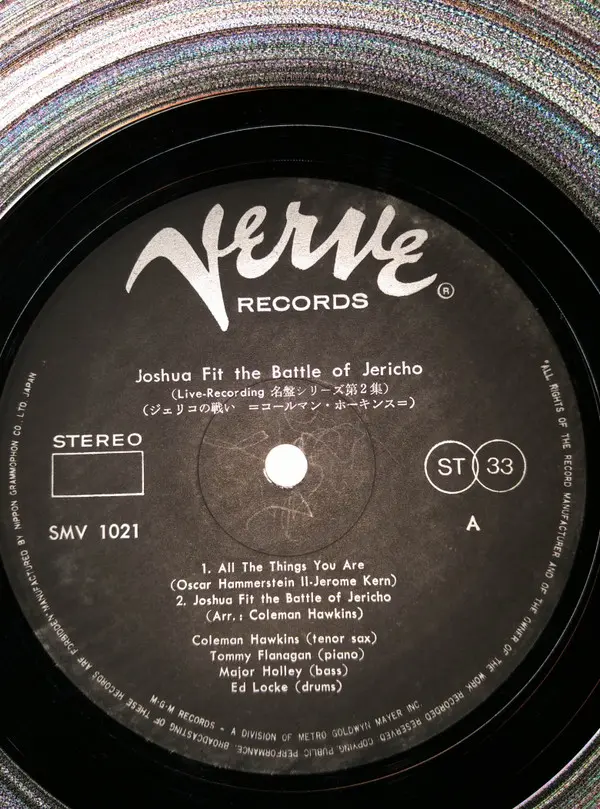 Verve
RECORDS
®
Joshua Fit the Battle of Jericho
(Live-Recording 名盤シリーズ第2集)
(ジェリコの戦い =コールマン・ホーキンス=)
STEREO
SMV 1021
ST 33
A
1. All The Things You Are
(Oscar Hammerstein II-Jerome Kern)
2. Joshua Fit the Battle of Jericho
(Arr.: Coleman Hawkins)
Coleman Hawkins (tenor sax)
Tommy Flanagan (piano)
Major Holley (bass)
Ed Locke (drums)
M-G-M RECORDS - A DIVISION OF METRO GOLDWYN MAYER INC.
"ALL RIGHTS OF THE RECORD MANUFACTURER AND OF THE OWNER OF THE WORK RECORDED RESERVED COPYING PUBLIC PERFORMANCE, BROADCASTING OF THESE RECORDS ARE FORBIDDEN" MANUFACTURED BY NIPPON GRAMMOPHON CO., LTD, JAPAN